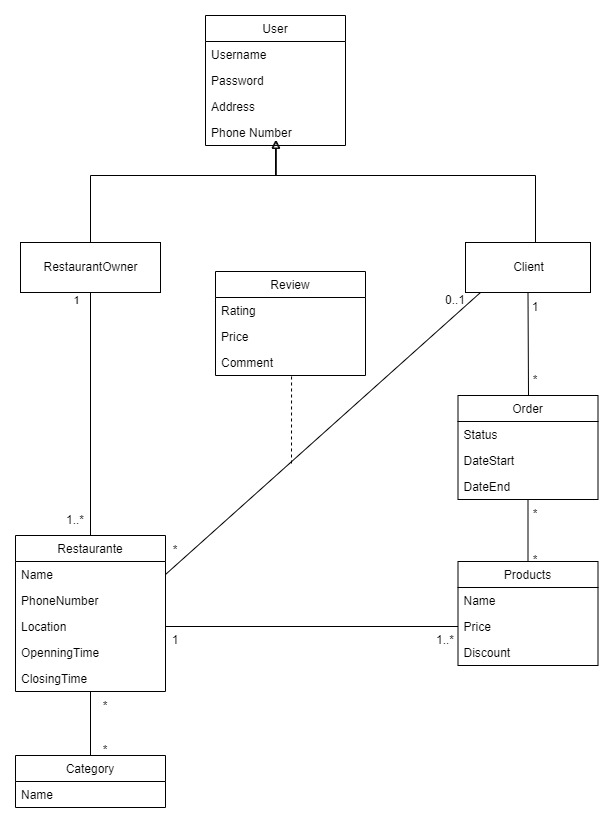 User
Username
Password
Address
Phone Number
RestaurantOwner
Client
1
0..1
1
Review
Rating
Price
Comment
*
Order
Status
DateStart
DateEnd
1..*
*
*
*
Restaurante
Name
PhoneNumber
Location
OpenningTime
ClosingTime
Products
Name
Price
Discount
1
1..*
*
*
Category
Name